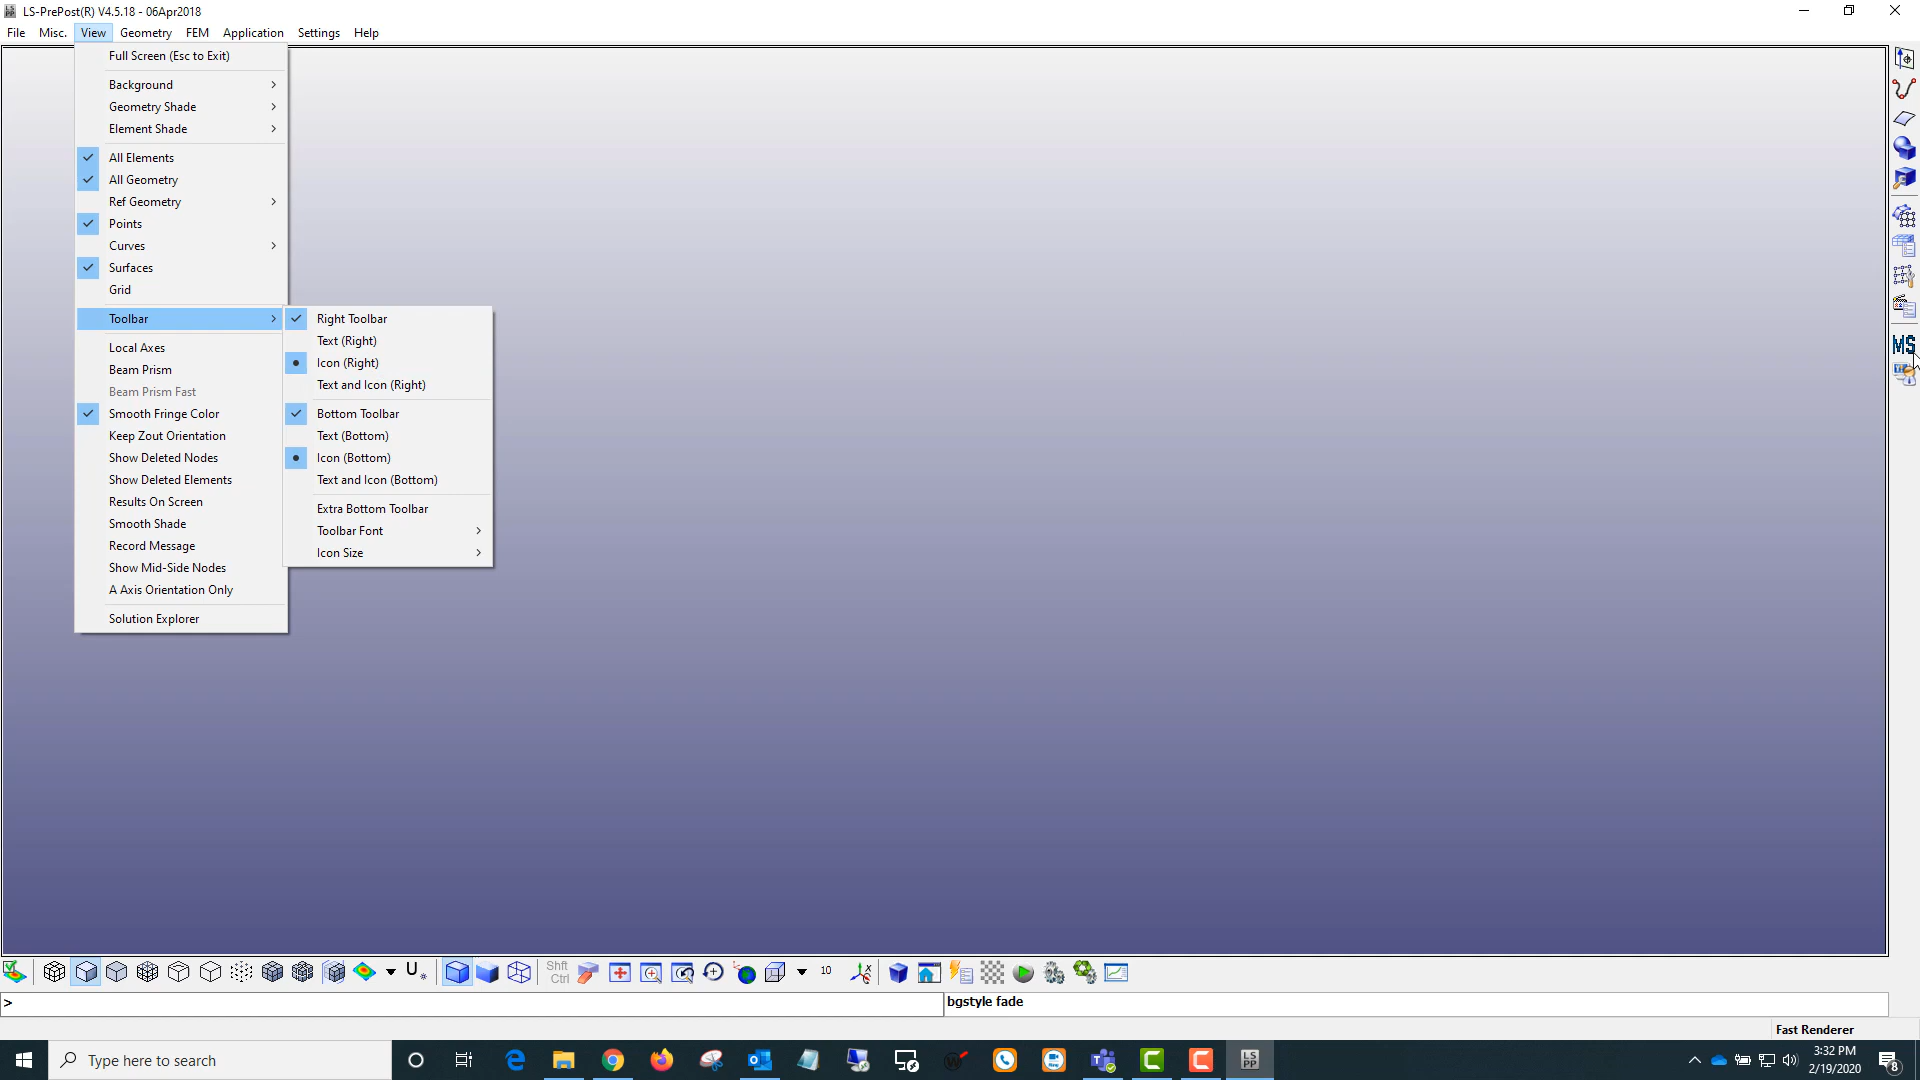 LS-PrePost(R) V4.5.18 - 06Apr2018
File Misc. View Geometry FEM Application Settings Help
Full Screen (Esc to Exit)
Background
Geometry Shade
Element Shade
All Elements
All Geometry
Ref Geometry
Points
Curves
Surfaces
Grid
Toolbar
Local Axes
Beam Prism
Beam Prism Fast
Smooth Fringe Color
Keep Zout Orientation
Show Deleted Nodes
Show Deleted Elements
Results On Screen
Smooth Shade
Record Message
Show Mid-Side Nodes
A Axis Orientation Only
Solution Explorer
Right Toolbar
Text (Right)
Icon (Right)
Text and Icon (Right)
Bottom Toolbar
Text (Bottom)
Icon (Bottom)
Text and Icon (Bottom)
Extra Bottom Toolbar
Toolbar Font
Icon Size
MS
U
Shft
Ctrl
10
>
bgstyle fade
Fast Renderer
Type here to search
LS
PP
3:32 PM
2/19/2020
8